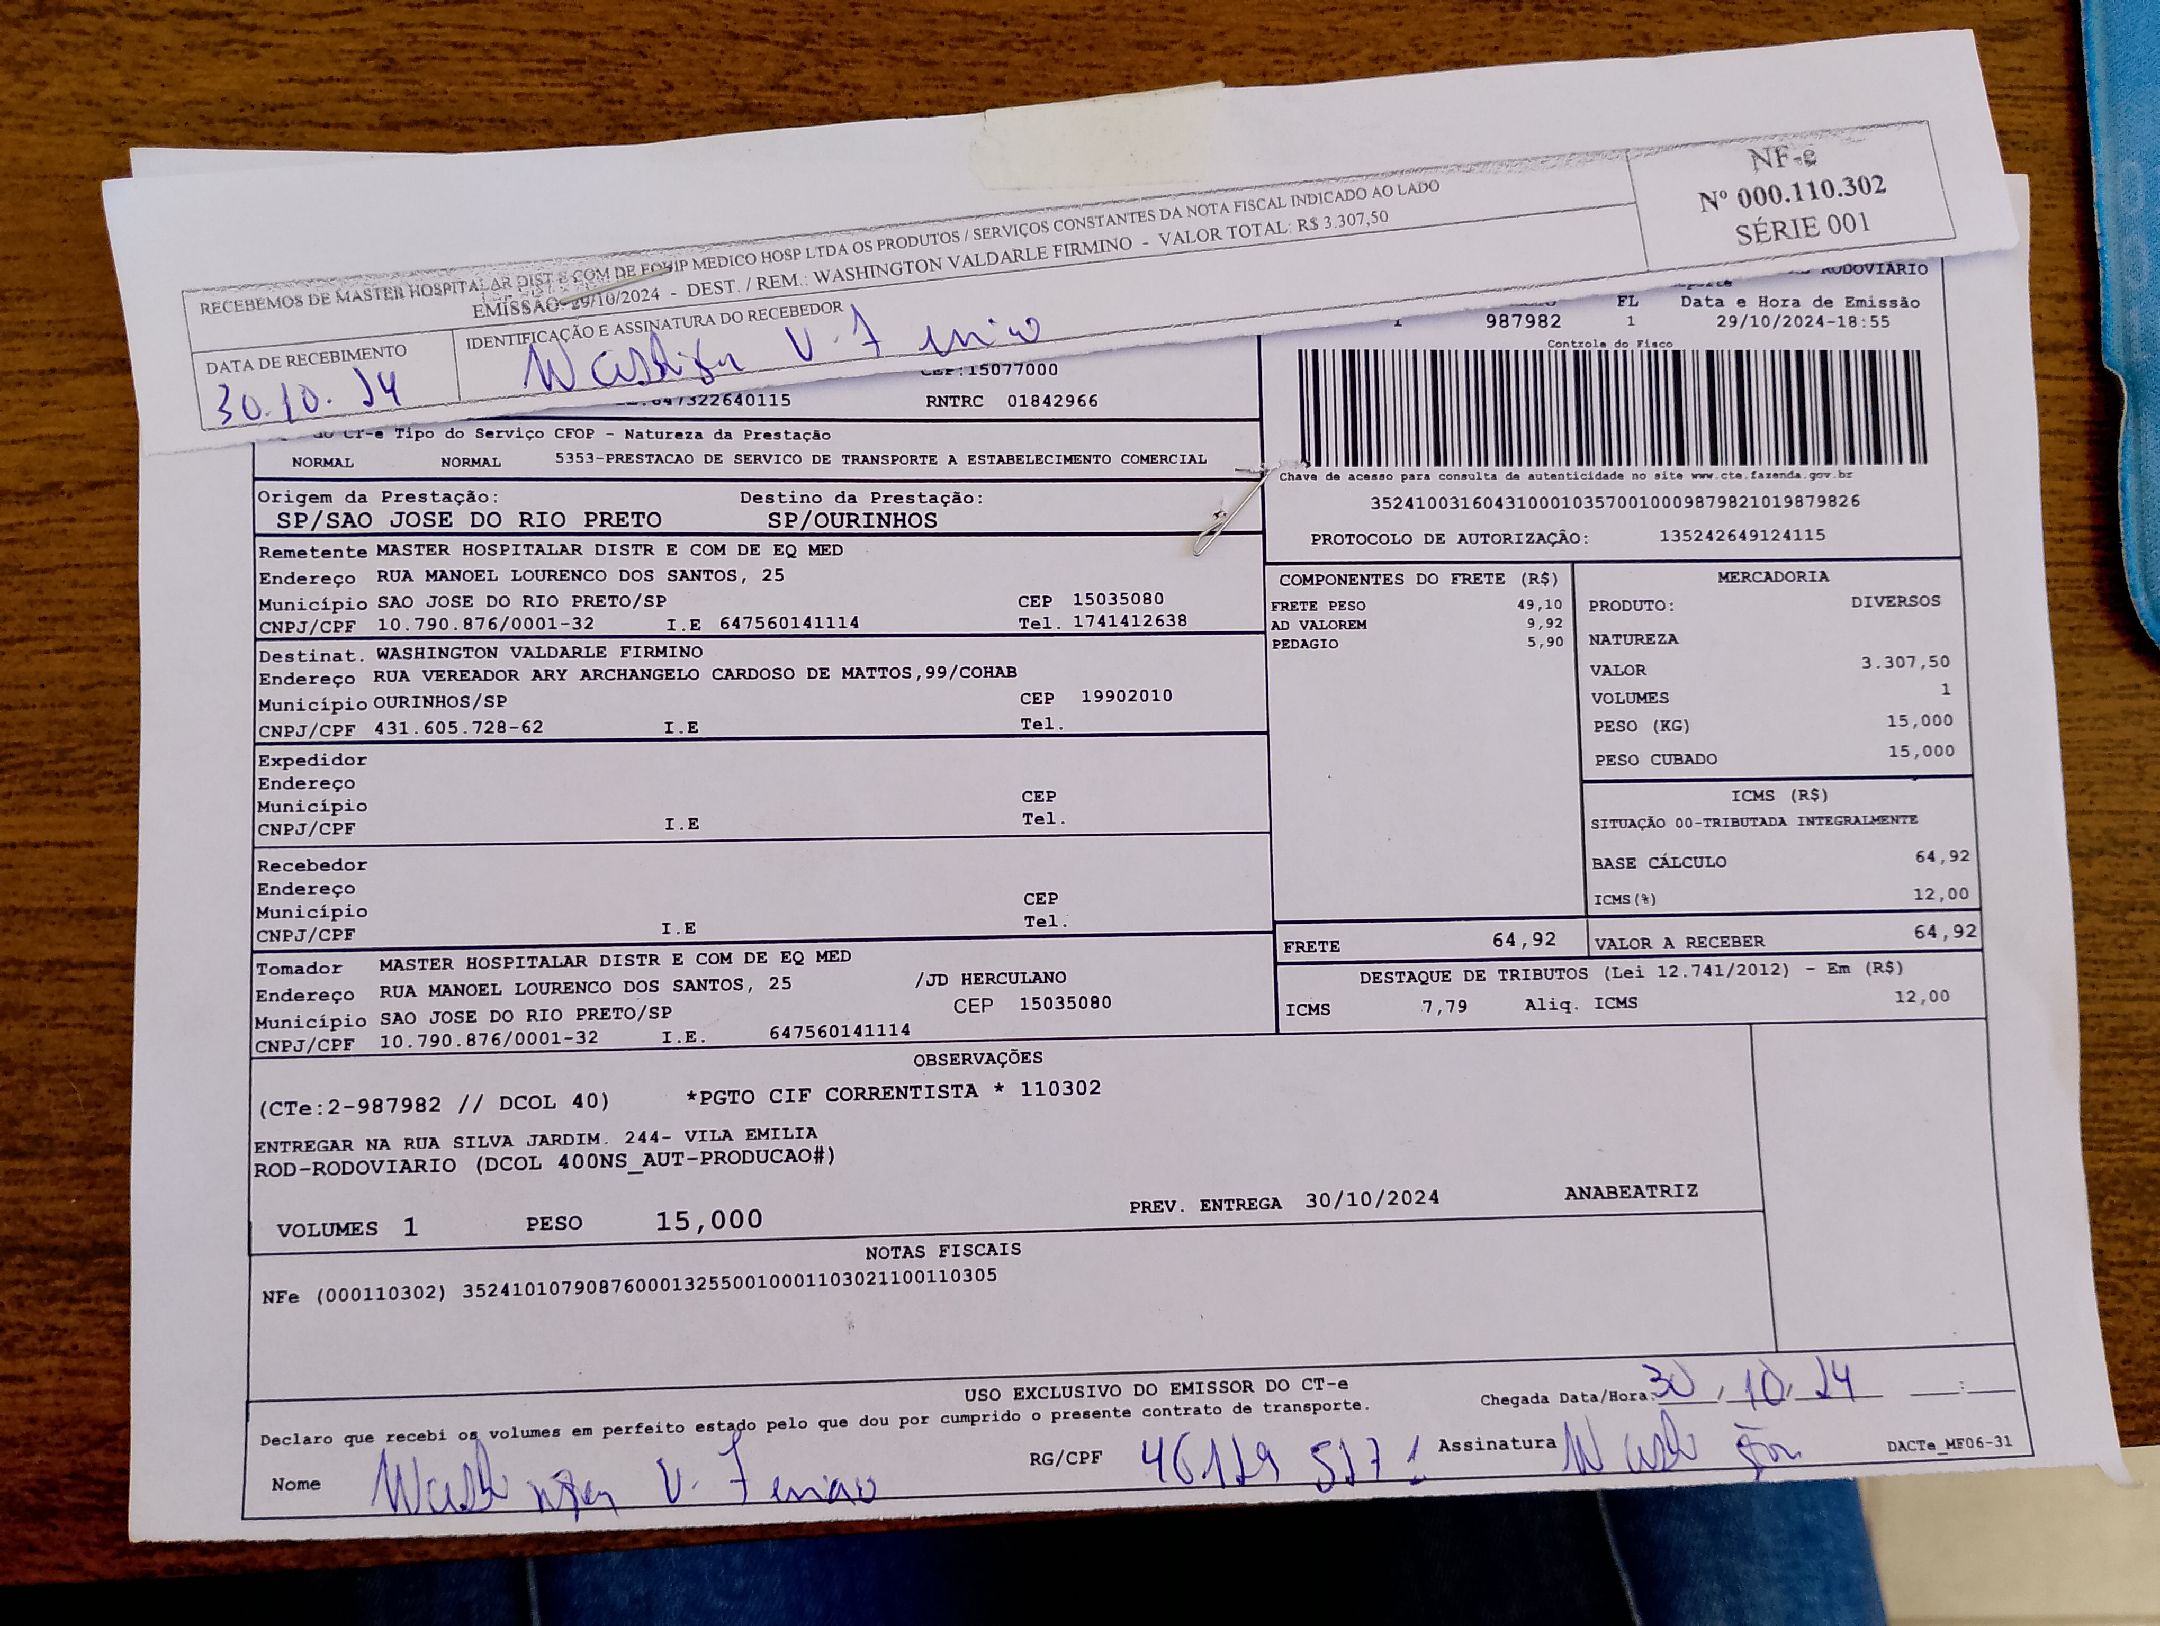 RECEBEMOS DE MASTER HOSPITALAR DIST E COM DE EQUIP MEDICO HOSP LTDA OS PRODUTOS / SERVIÇOS CONSTANTES DA NOTA FISCAL INDICADO AO LADO
EMISSÃO: 29/10/2024 - DEST. / REM.: WASHINGTON VALDARLE FIRMINO - VALOR TOTAL: R$ 3.307,50
NF-e
Nº 000.110.302
SÉRIE 001
DATA DE RECEBIMENTO
30.10.24
IDENTIFICAÇÃO E ASSINATURA DO RECEBEDOR
RODOVIÁRIO
FL Data e Hora de Emissão
987982 1 29/10/2024-18:55
Controle do Fisco
CEP:15077000
647322640115 RNTRC 01842966
do CT-e Tipo do Serviço CFOP - Natureza da Prestação
NORMAL NORMAL 5353-PRESTACAO DE SERVICO DE TRANSPORTE A ESTABELECIMENTO COMERCIAL
Chave de acesso para consulta de autenticidade no site www.cte.fazenda.gov.br
35241003160431000103570010009879821019879826
PROTOCOLO DE AUTORIZAÇÃO: 135242649124115
Origem da Prestação: Destino da Prestação:
SP/SAO JOSE DO RIO PRETO SP/OURINHOS
Remetente MASTER HOSPITALAR DISTR E COM DE EQ MED
Endereço RUA MANOEL LOURENCO DOS SANTOS, 25
Município SAO JOSE DO RIO PRETO/SP CEP 15035080
CNPJ/CPF 10.790.876/0001-32 I.E 647560141114 Tel. 1741412638
Destinat. WASHINGTON VALDARLE FIRMINO
Endereço RUA VEREADOR ARY ARCHANGELO CARDOSO DE MATTOS,99/COHAB
Município OURINHOS/SP CEP 19902010
CNPJ/CPF 431.605.728-62 I.E Tel.
Expedidor
Endereço
Município CEP
CNPJ/CPF I.E Tel.
Recebedor
Endereço
Município CEP
CNPJ/CPF I.E Tel.
Tomador MASTER HOSPITALAR DISTR E COM DE EQ MED
Endereço RUA MANOEL LOURENCO DOS SANTOS, 25 /JD HERCULANO
Município SAO JOSE DO RIO PRETO/SP CEP 15035080
CNPJ/CPF 10.790.876/0001-32 I.E. 647560141114
COMPONENTES DO FRETE (R$)
FRETE PESO 49,10
AD VALOREM 9,92
PEDAGIO 5,90
MERCADORIA
PRODUTO: DIVERSOS
NATUREZA
VALOR 3.307,50
VOLUMES 1
PESO (KG) 15,000
PESO CUBADO 15,000
ICMS (R$)
SITUAÇÃO 00-TRIBUTADA INTEGRALMENTE
BASE CÁLCULO 64,92
ICMS(%) 12,00
FRETE 64,92 VALOR A RECEBER 64,92
DESTAQUE DE TRIBUTOS (Lei 12.741/2012) - Em (R$)
ICMS 7,79 Aliq. ICMS 12,00
OBSERVAÇÕES
(CTe:2-987982 // DCOL 40) *PGTO CIF CORRENTISTA * 110302
ENTREGAR NA RUA SILVA JARDIM. 244- VILA EMILIA
ROD-RODOVIARIO (DCOL 400NS_AUT-PRODUCAO#)
VOLUMES 1 PESO 15,000 PREV. ENTREGA 30/10/2024 ANABEATRIZ
NOTAS FISCAIS
NFe (000110302) 35241010790876000132550010001103021100110305
USO EXCLUSIVO DO EMISSOR DO CT-e
Declaro que recebi os volumes em perfeito estado pelo que dou por cumprido o presente contrato de transporte.
Chegada Data/Hora: 30/10/24 __:__
Nome RG/CPF Assinatura
DACTe_MF06-31